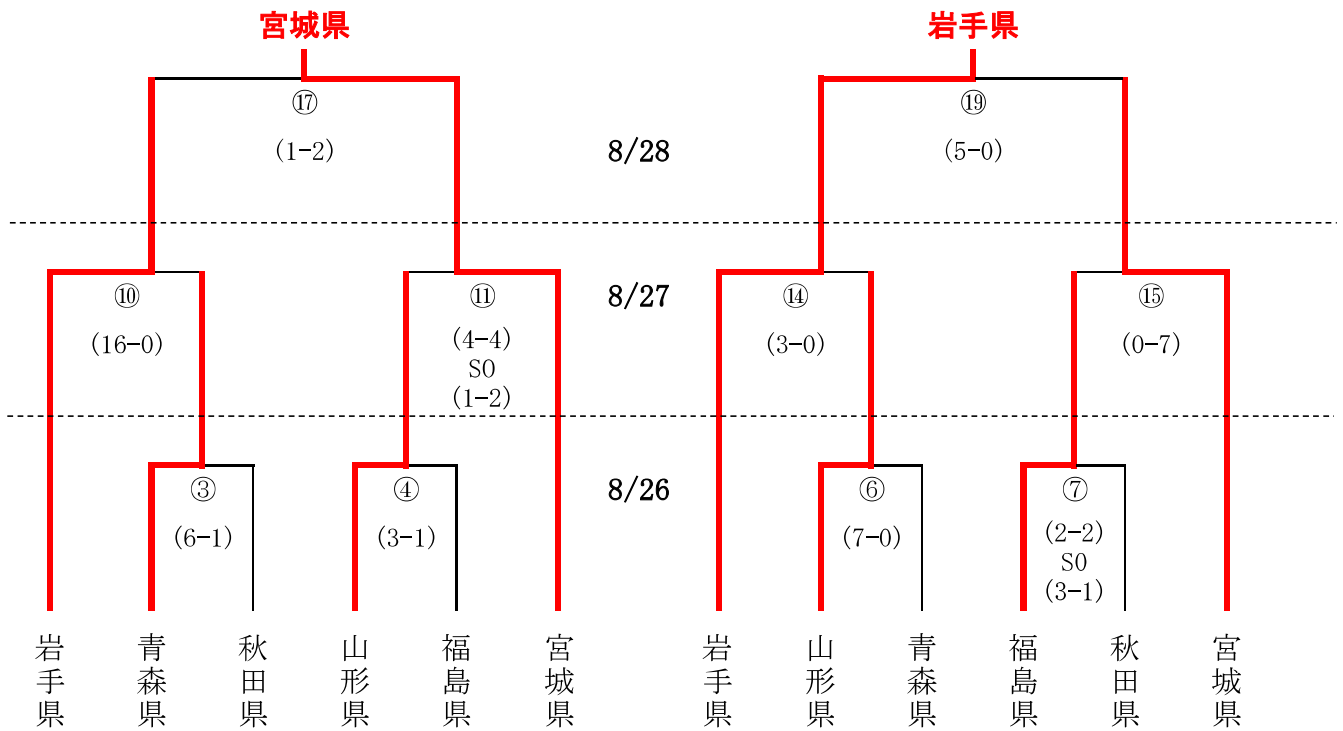 宮城県
岩手県
⑰
⑲
(1-2)
8/28
(5-0)
⑩
⑪
8/27
⑭
⑮
(16-0)
(4-4)
SO
(1-2)
(3-0)
(0-7)
③
④
8/26
⑥
⑦
(6-1)
(3-1)
(7-0)
(2-2)
SO
(3-1)
岩手県
青森県
秋田県
山形県
福島県
宮城県
岩手県
山形県
青森県
福島県
秋田県
宮城県